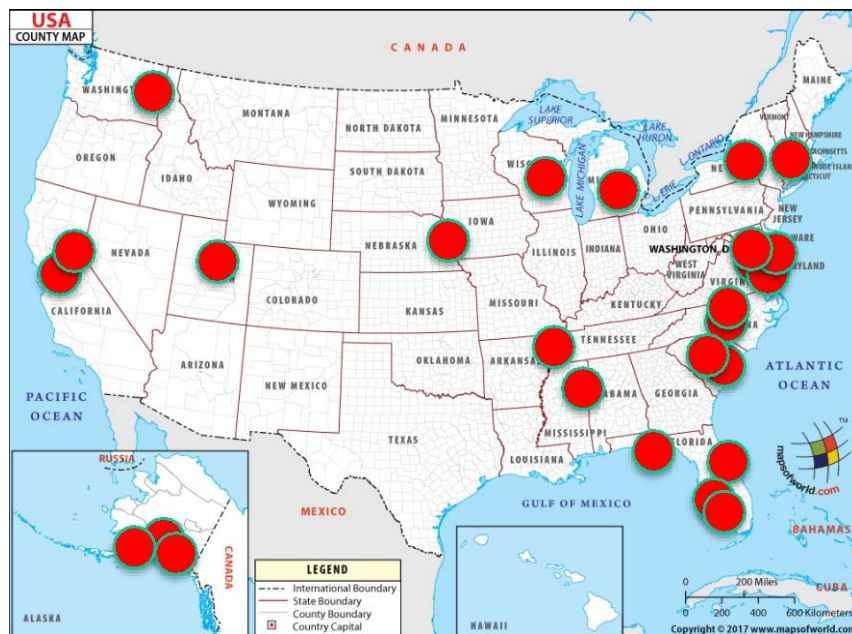 USA
COUNTY MAP
CANADA
MAINE
MONTANA
NORTH DAKOTA
MINNESOTA
LAKE
SUPERIOR
LAKE
HURON
L. ONTARIO
VERMONT
NEW HAMPSHIRE
OREGON
IDAHO
WYOMING
SOUTH DAKOTA
LAKE MICHIGAN
PENNSYLVANIA
NEW
JERSEY
NEVADA
NEBRASKA
IOWA
ILLINOIS
INDIANA
OHIO
WEST
VIRGINIA
CALIFORNIA
COLORADO
KANSAS
MISSOURI
KENTUCKY
ARIZONA
NEW MEXICO
OKLAHOMA
TENNESSEE
GEORGIA
ATLANTIC
OCEAN
PACIFIC
OCEAN
TEXAS
LOUISIANA
MISSISSIPPI
GULF OF MEXICO
mapsofworld.com
TM
RUSSIA
MEXICO
CANADA
BAHAMAS
CUBA
LEGEND
International Boundary
State Boundary
County Boundary
Country Capital
ALASKA
HAWAII
0 200 Miles
0 200 400 600 Kilometers
Copyright © 2017 www.mapsofworld.com